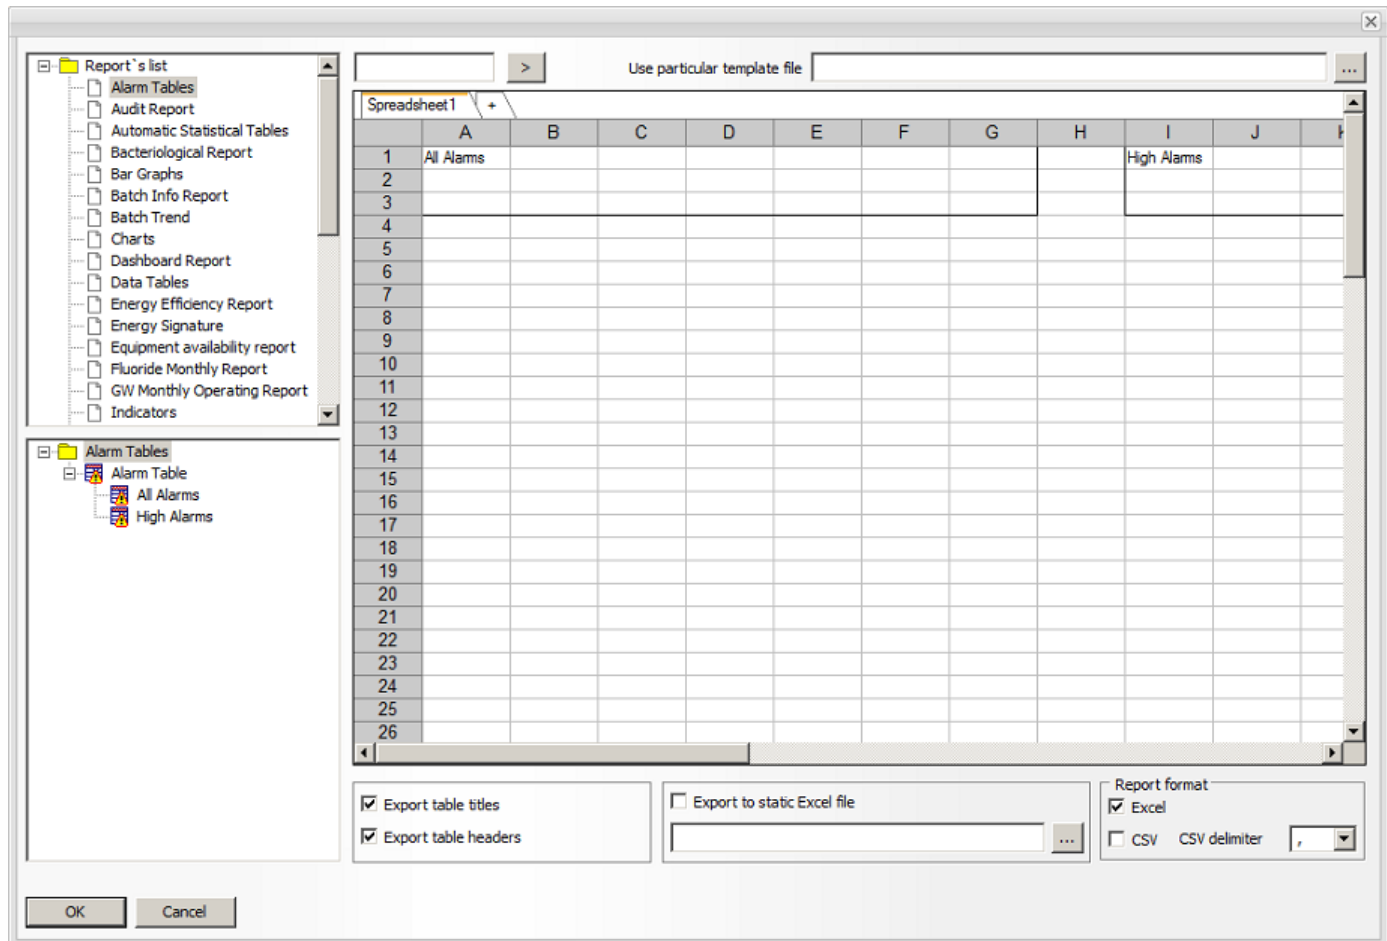 Report`s list
Alarm Tables
Audit Report
Automatic Statistical Tables
Bacteriological Report
Bar Graphs
Batch Info Report
Batch Trend
Charts
Dashboard Report
Data Tables
Energy Efficiency Report
Energy Signature
Equipment availability report
Fluoride Monthly Report
GW Monthly Operating Report
Indicators
Alarm Tables
Alarm Table
All Alarms
High Alarms
> Use particular template file ...
Spreadsheet1 +
A B C D E F G H I J
1 All Alarms High Alarms
2
3
4
5
6
7
8
9
10
11
12
13
14
15
16
17
18
19
20
21
22
23
24
25
26
Export table titles
Export table headers
Export to static Excel file
...
Report format
Excel
CSV CSV delimiter ,
OK Cancel